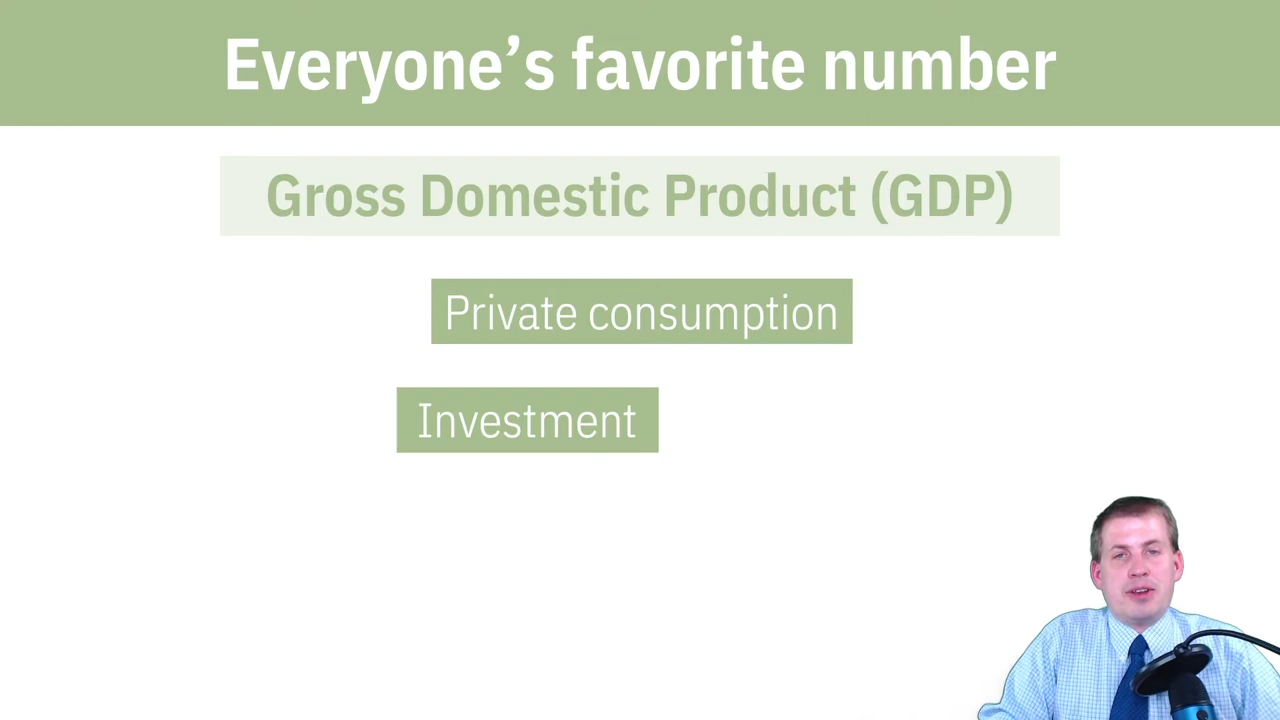 Everyone’s favorite number
Gross Domestic Product (GDP)
Private consumption
Investment